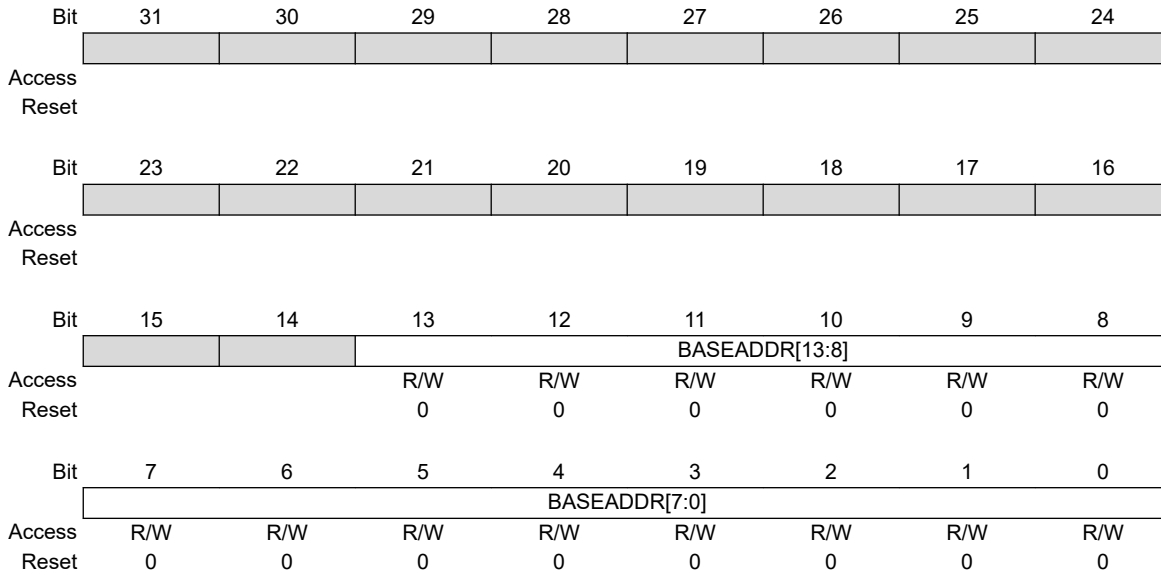 Bit 31 30 29 28 27 26 25 24
Access
Reset
Bit 23 22 21 20 19 18 17 16
Access
Reset
Bit 15 14 13 12 11 10 9 8
BASEADDR[13:8]
Access R/W R/W R/W R/W R/W R/W
Reset 0 0 0 0 0 0
Bit 7 6 5 4 3 2 1 0
BASEADDR[7:0]
Access R/W R/W R/W R/W R/W R/W R/W R/W
Reset 0 0 0 0 0 0 0 0